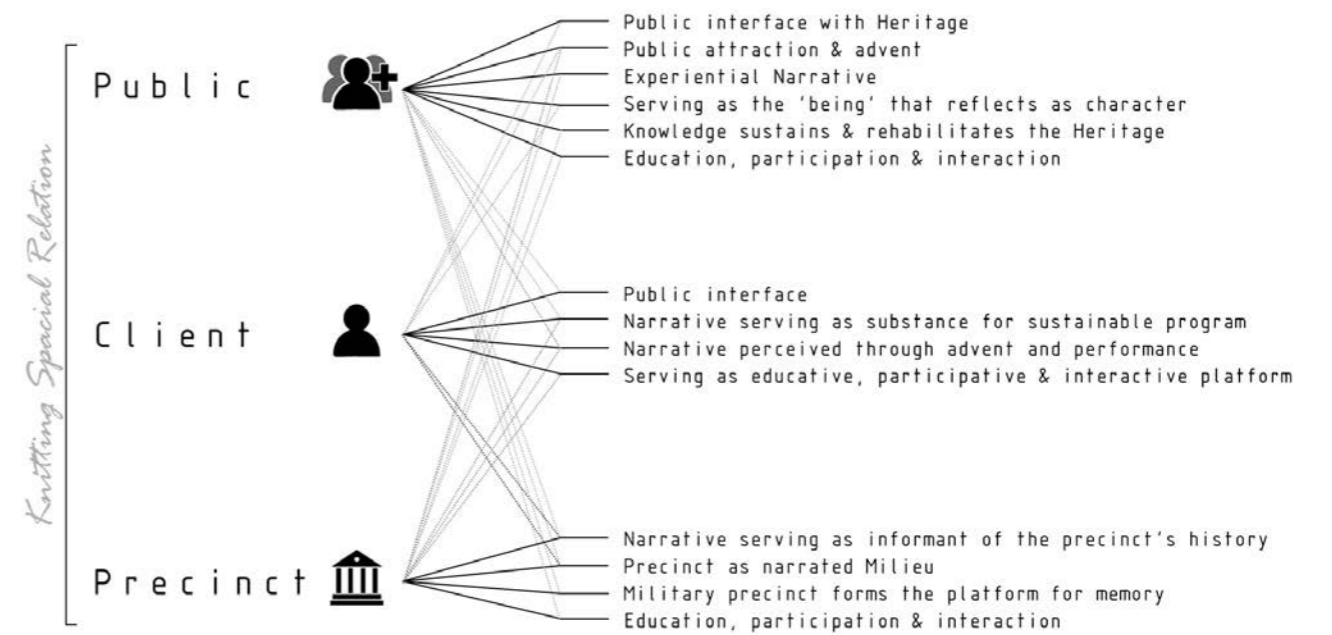 Knitting Spacial Relation
Public
Public interface with Heritage
Public attraction & advent
Experiential Narrative
Serving as the 'being' that reflects as character
Knowledge sustains & rehabilitates the Heritage
Education, participation & interaction
Client
Public interface
Narrative serving as substance for sustainable program
Narrative perceived through advent and performance
Serving as educative, participative & interactive platform
Precinct
Narrative serving as informant of the precinct's history
Precinct as narrated Milieu
Military precinct forms the platform for memory
Education, participation & interaction